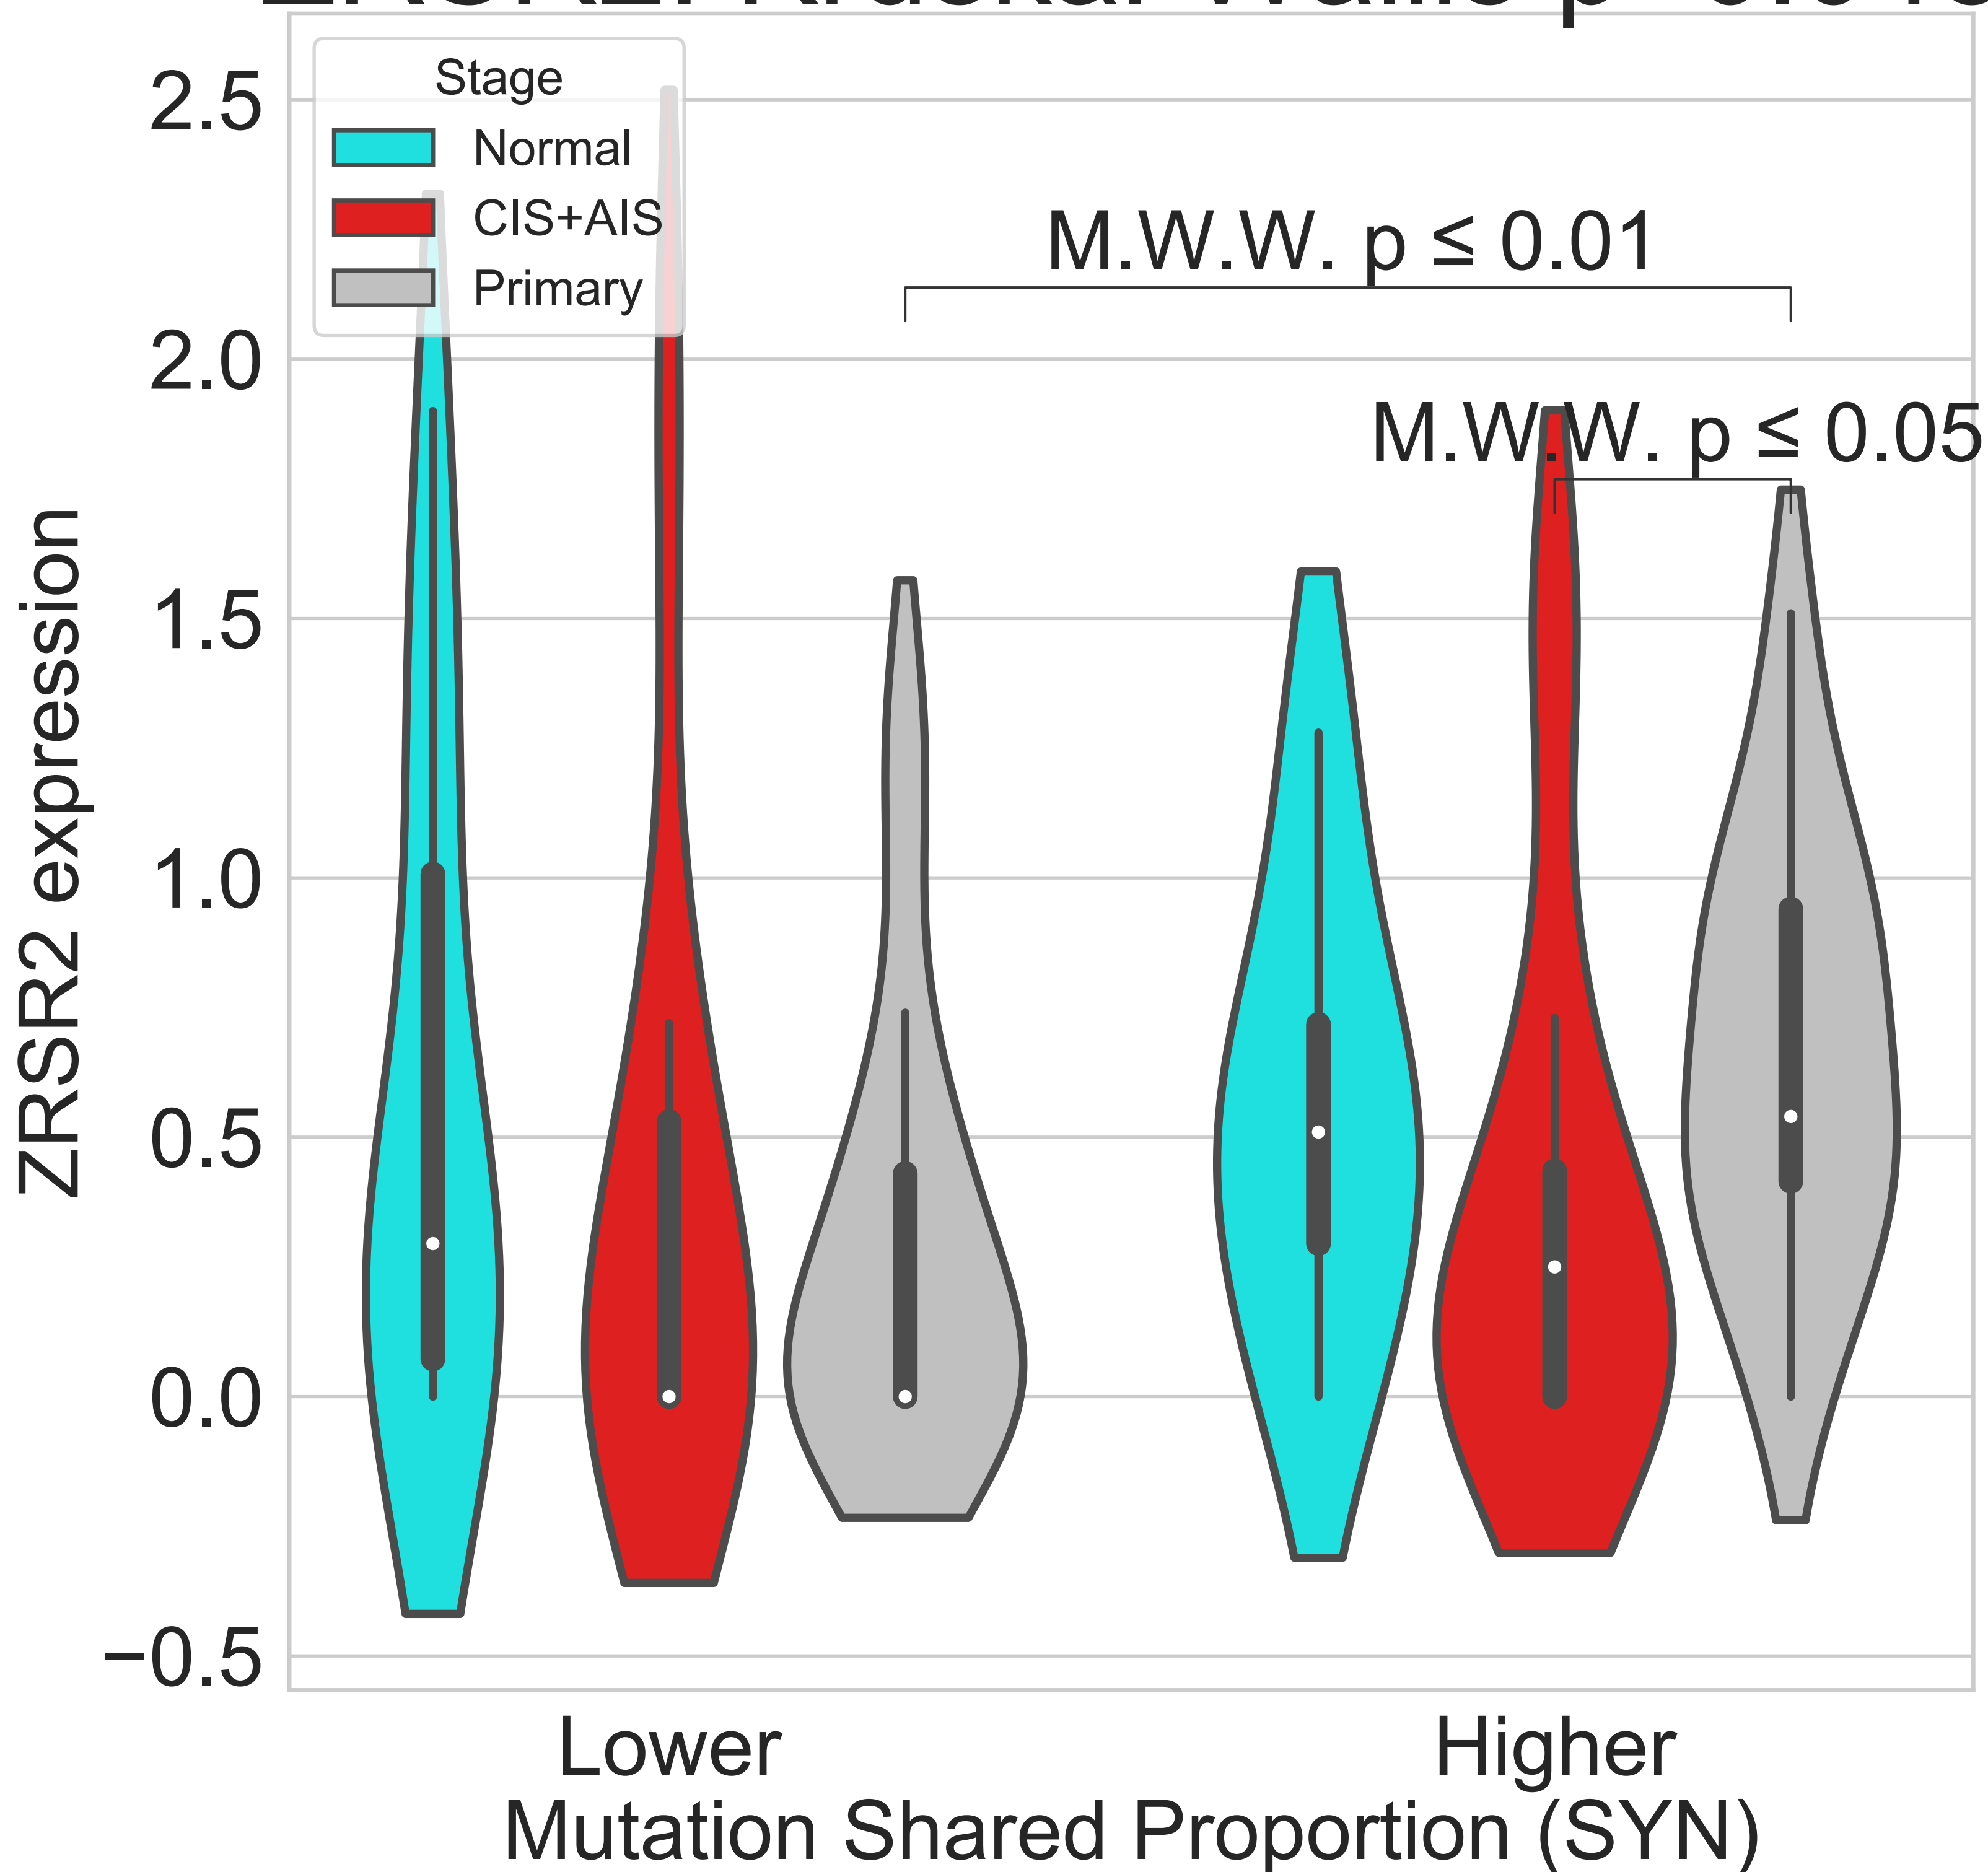 2.5
2.0
1.5
1.0
0.5
0.0
−0.5
ZRSR2 expression
Stage
Normal
CIS+AIS
Primary
M.W.W. p ≤ 0.01
M.W.W. p ≤ 0.05
Lower
Higher
Mutation Shared Proportion (SYN)